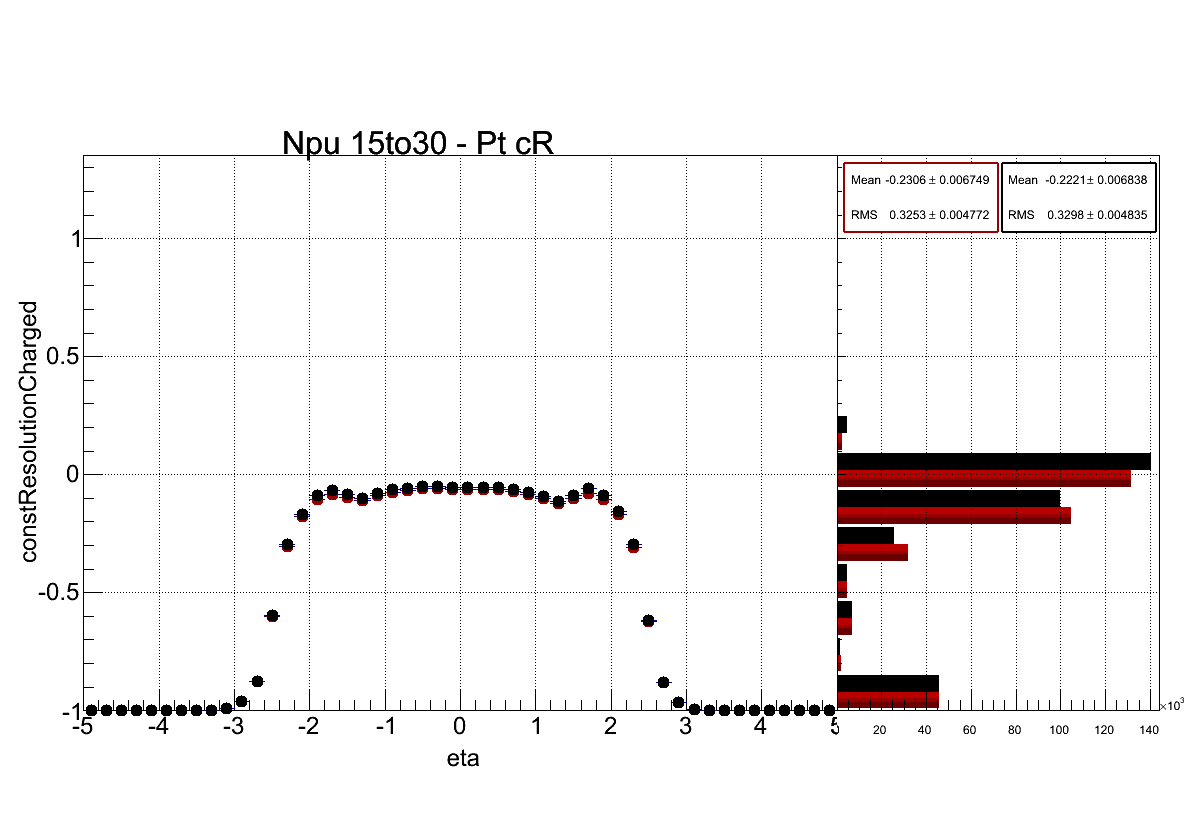 Npu 15to30 - Pt cR
Mean -0.2306 ± 0.006749
RMS 0.3253 ± 0.004772
Mean -0.2221± 0.006838
RMS 0.3298 ± 0.004835
constResolutionCharged
1
0.5
0
-0.5
-1
-5 -4 -3 -2 -1 0 1 2 3 4 5
eta
20 40 60 80 100 120 140
×10³